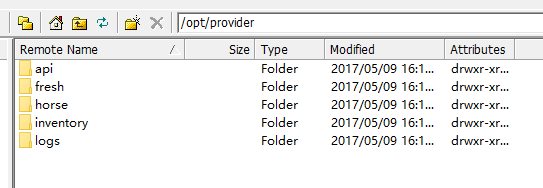 /opt/provider
Remote Name / Size Type Modified Attributes
api Folder 2017/05/09 16:1... drwxr-xr...
fresh Folder 2017/05/09 16:1... drwxr-xr...
horse Folder 2017/05/09 16:1... drwxr-xr...
inventory Folder 2017/05/09 16:1... drwxr-xr...
logs Folder 2017/05/09 16:1... drwxr-xr...